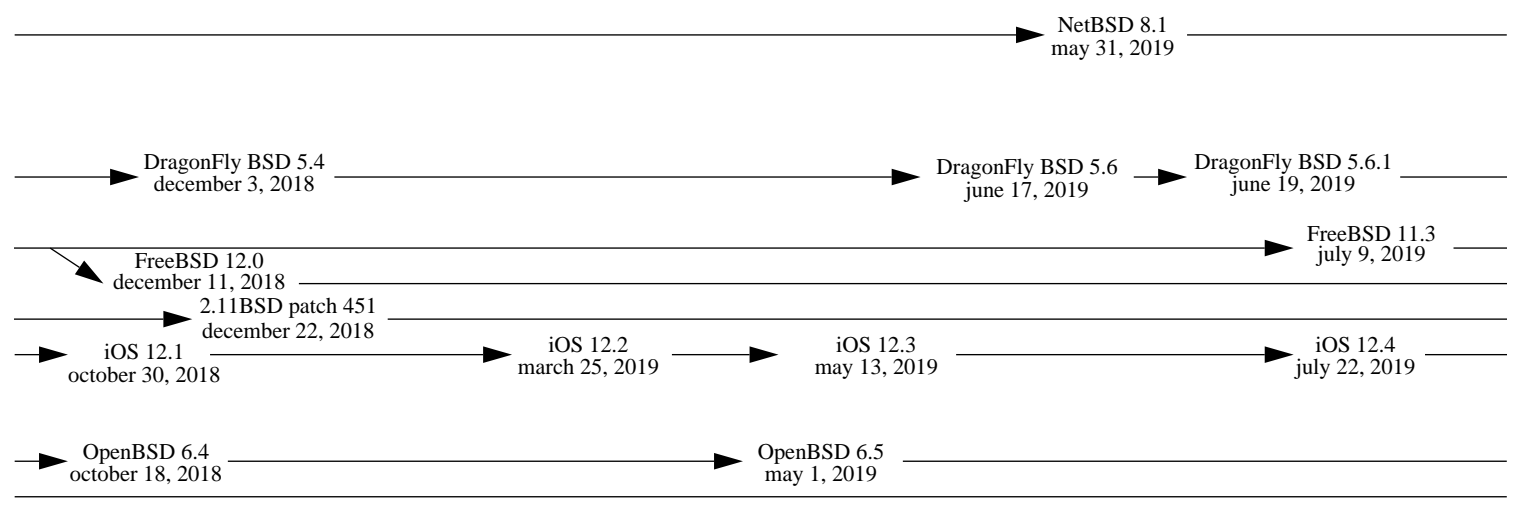 NetBSD 8.1
may 31, 2019
DragonFly BSD 5.4
december 3, 2018
DragonFly BSD 5.6
june 17, 2019
DragonFly BSD 5.6.1
june 19, 2019
FreeBSD 11.3
july 9, 2019
FreeBSD 12.0
december 11, 2018
2.11BSD patch 451
december 22, 2018
iOS 12.1
october 30, 2018
iOS 12.2
march 25, 2019
iOS 12.3
may 13, 2019
iOS 12.4
july 22, 2019
OpenBSD 6.4
october 18, 2018
OpenBSD 6.5
may 1, 2019